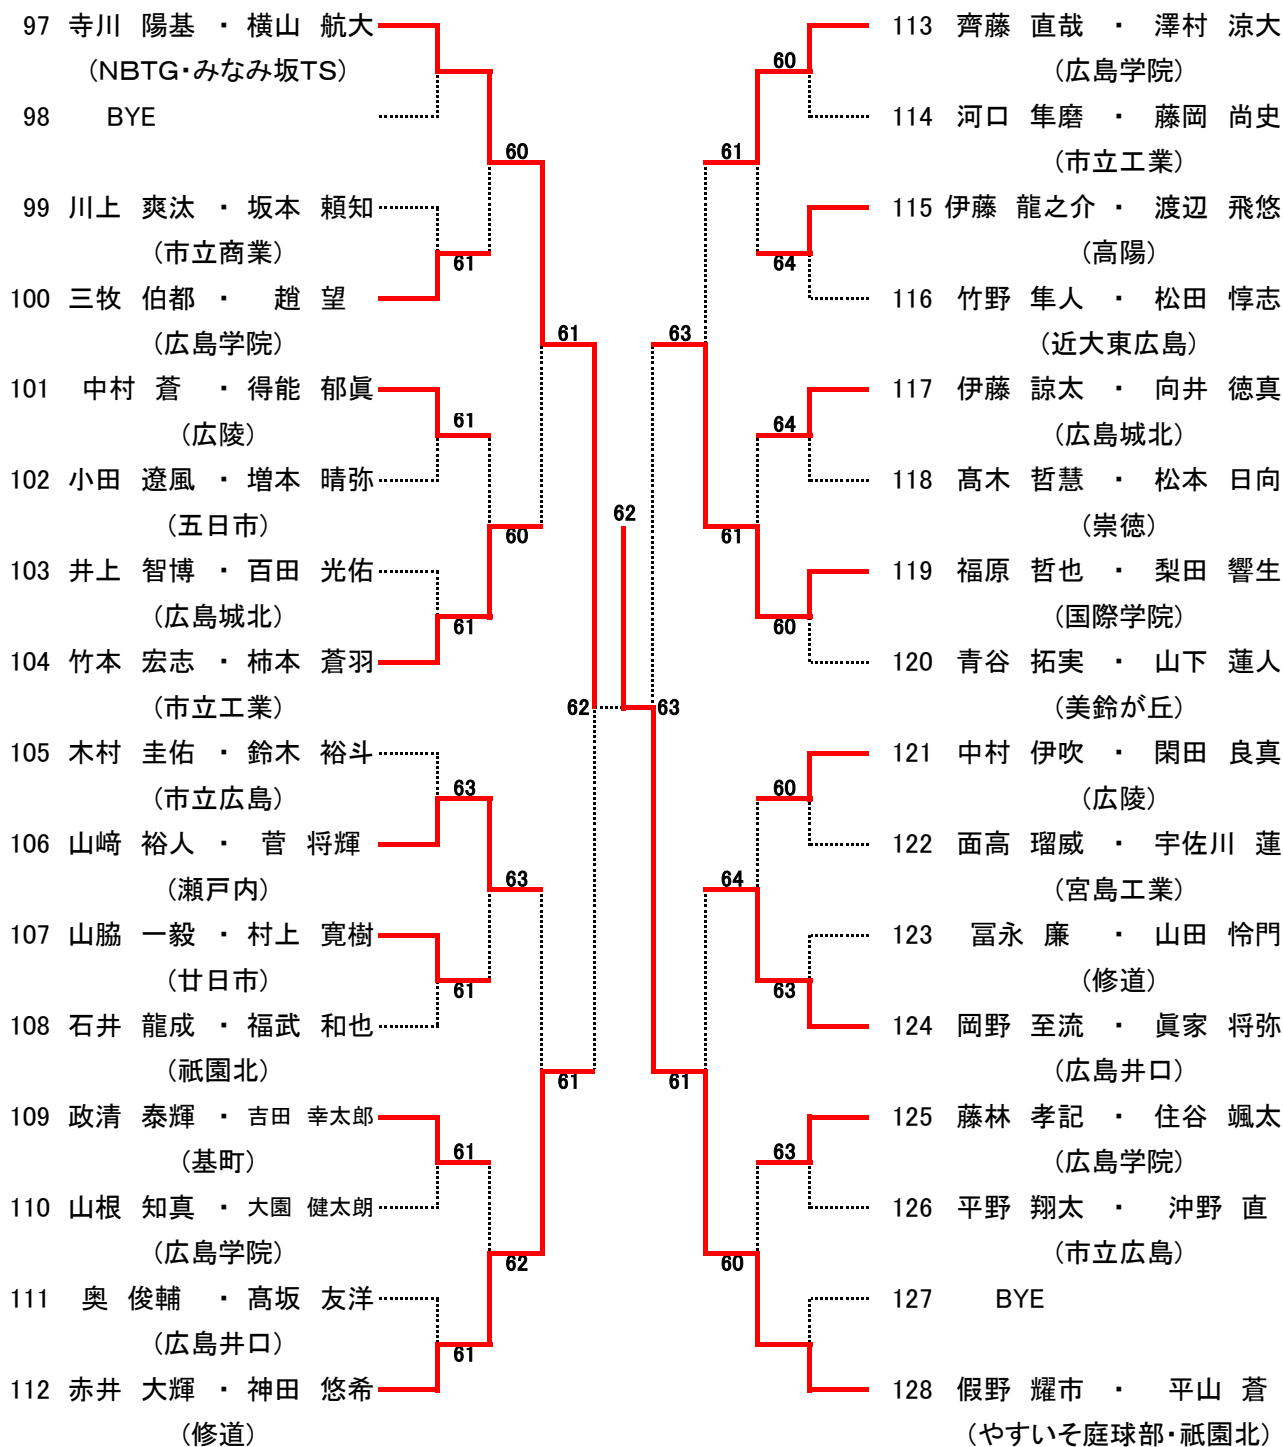 97 寺川 陽基 ・ 横山 航大
(NBTG・みなみ坂TS)
98 BYE
60
99 川上 爽汰 ・ 坂本 頼知
(市立商業)
61
100 三牧 伯都 ・ 趙 望
(広島学院)
61
101 中村 蒼 ・ 得能 郁眞
61
(広陵)
102 小田 遼風 ・ 増本 晴弥
(五日市)
60
103 井上 智博 ・ 百田 光佑
(広島城北)
61
104 竹本 宏志 ・ 柿本 蒼羽
(市立工業)
62
105 木村 圭佑 ・ 鈴木 裕斗
(市立広島)
63
106 山﨑 裕人 ・ 菅 将輝
(瀬戸内)
63
107 山脇 一毅 ・ 村上 寛樹
(廿日市)
61
108 石井 龍成 ・ 福武 和也
(祇園北)
61
109 政清 泰輝 ・ 吉田 幸太郎
(基町)
61
110 山根 知真 ・ 大園 健太朗
(広島学院)
62
111 奥 俊輔 ・ 髙坂 友洋
(広島井口)
61
112 赤井 大輝 ・ 神田 悠希
(修道)
62
113 齊藤 直哉 ・ 澤村 涼大
60
(広島学院)
114 河口 隼磨 ・ 藤岡 尚史
61
(市立工業)
115 伊藤 龍之介 ・ 渡辺 飛悠
(高陽)
64
116 竹野 隼人 ・ 松田 惇志
63
(近大東広島)
117 伊藤 諒太 ・ 向井 徳真
64
(広島城北)
118 髙木 哲慧 ・ 松本 日向
(崇徳)
61
119 福原 哲也 ・ 梨田 響生
(国際学院)
60
120 青谷 拓実 ・ 山下 蓮人
(美鈴が丘)
63
121 中村 伊吹 ・ 閑田 良真
60
(広陵)
122 面高 瑠威 ・ 宇佐川 蓮
64
(宮島工業)
123 冨永 廉 ・ 山田 怜門
(修道)
63
124 岡野 至流 ・ 眞家 将弥
(広島井口)
61
125 藤林 孝記 ・ 住谷 颯太
63
(広島学院)
126 平野 翔太 ・ 沖野 直
(市立広島)
60
127 BYE
128 假野 耀市 ・ 平山 蒼
(やすいそ庭球部・祇園北)